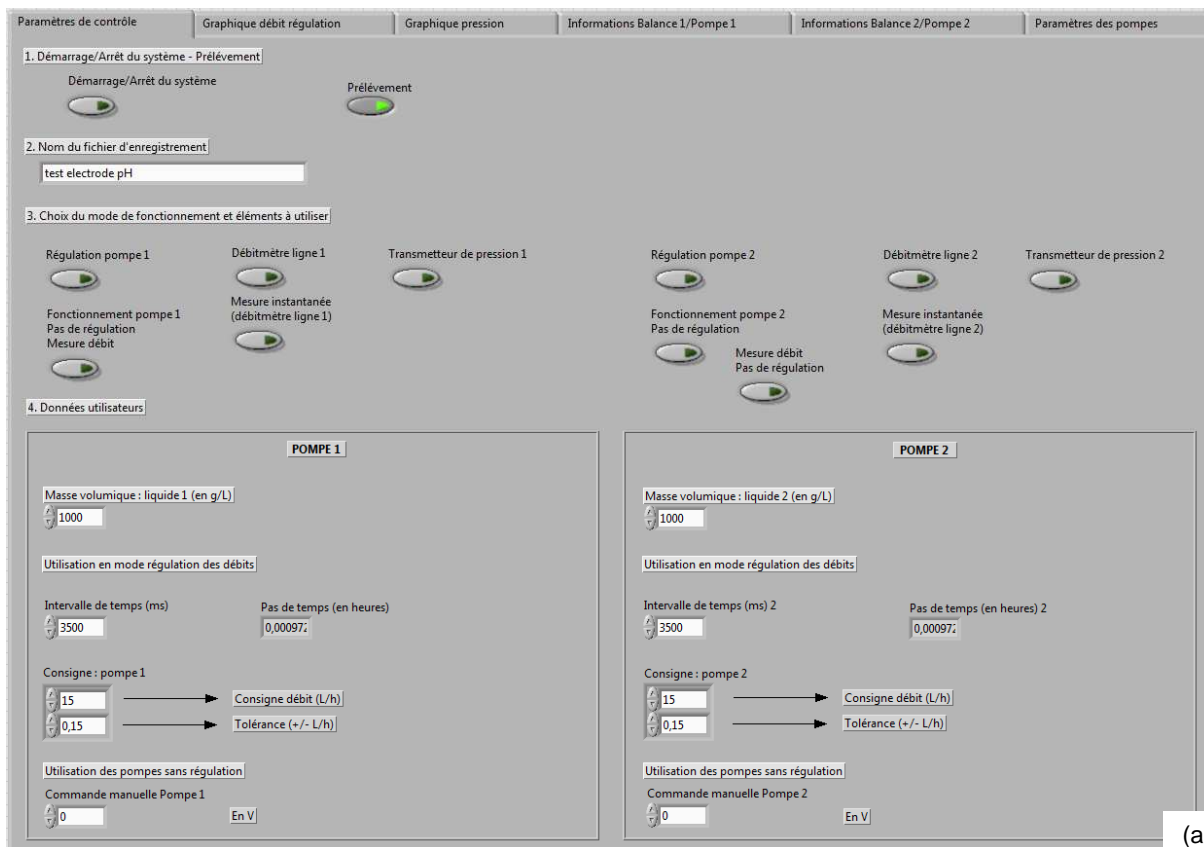 Paramètres de contrôle
Graphique débit régulation
Graphique pression
Informations Balance 1/Pompe 1
Informations Balance 2/Pompe 2
Paramètres des pompes
1. Démarrage/Arrêt du système - Prélévement
Démarrage/Arrêt du système
Prélévement
2. Nom du fichier d'enregistrement
test electrode pH
3. Choix du mode de fonctionnement et éléments à utiliser
Régulation pompe 1
Débitmètre ligne 1
Transmetteur de pression 1
Régulation pompe 2
Débitmètre ligne 2
Transmetteur de pression 2
Fonctionnement pompe 1
Pas de régulation
Mesure débit
Mesure instantanée
(débitmètre ligne 1)
Fonctionnement pompe 2
Pas de régulation
Mesure débit
Pas de régulation
Mesure instantanée
(débitmètre ligne 2)
4. Données utilisateurs
POMPE 1
Masse volumique : liquide 1 (en g/L)
1000
Utilisation en mode régulation des débits
Intervalle de temps (ms)
Pas de temps (en heures)
3500
0,000972
Consigne : pompe 1
15
Consigne débit (L/h)
0,15
Tolérance (+/- L/h)
Utilisation des pompes sans régulation
Commande manuelle Pompe 1
0
En V
POMPE 2
Masse volumique : liquide 2 (en g/L)
1000
Utilisation en mode régulation des débits
Intervalle de temps (ms) 2
Pas de temps (en heures) 2
3500
0,000972
Consigne : pompe 2
15
Consigne débit (L/h)
0,15
Tolérance (+/- L/h)
Utilisation des pompes sans régulation
Commande manuelle Pompe 2
0
En V
(a